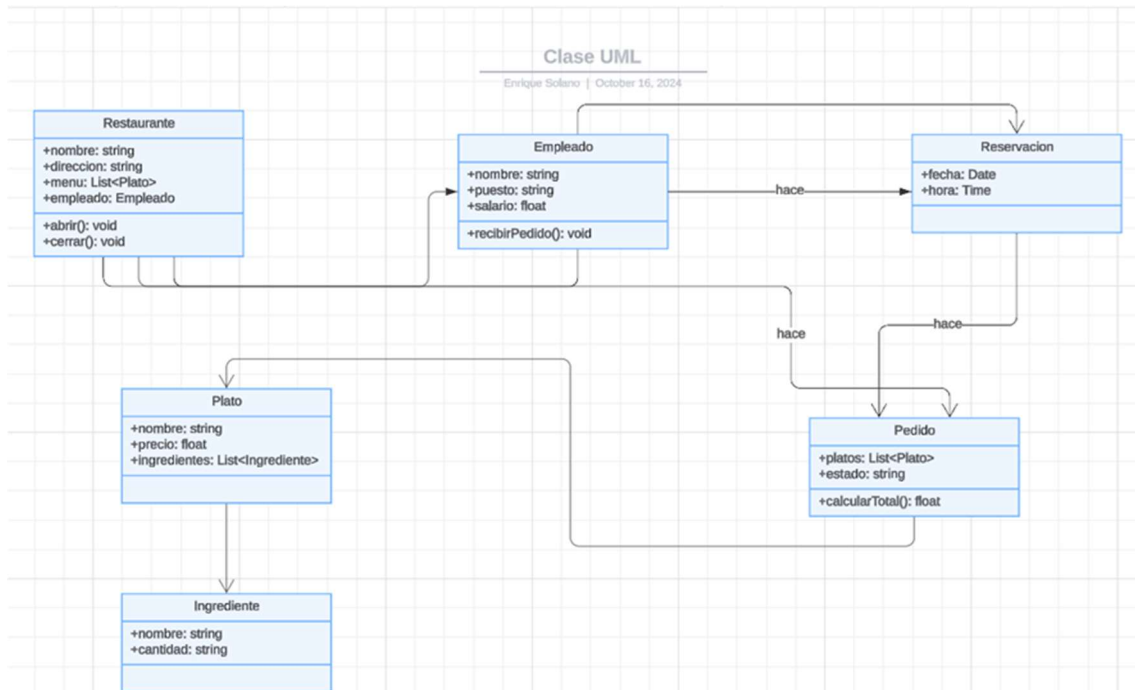 Clase UML
Enrique Solano | October 16, 2024
Restaurante
+nombre: string
+direccion: string
+menu: List<Plato>
+empleado: Empleado
+abrir(): void
+cerrar(): void
Empleado
+nombre: string
+puesto: string
+salario: float
+recibirPedido(): void
hace
Reservacion
+fecha: Date
+hora: Time
hace
hace
Plato
+nombre: string
+precio: float
+ingredientes: List<Ingrediente>
Pedido
+platos: List<Plato>
+estado: string
+calcularTotal(): float
Ingrediente
+nombre: string
+cantidad: string